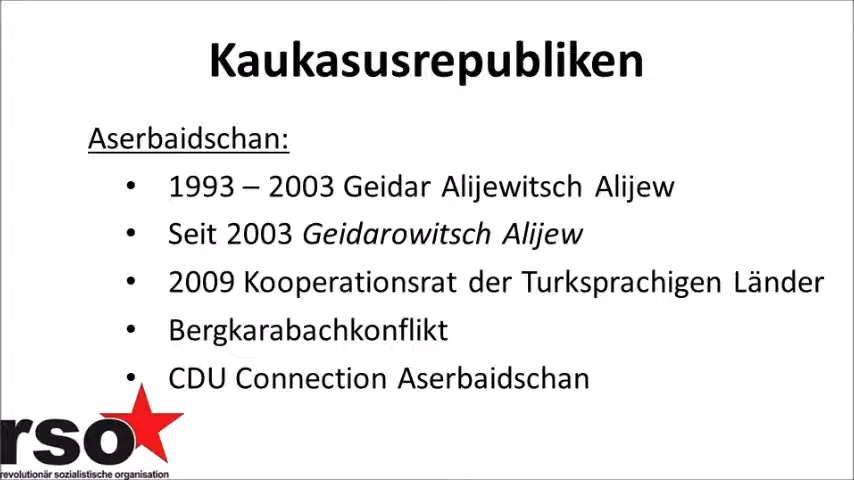 Kaukasusrepubliken
Aserbaidschan:
• 1993 – 2003 Geidar Alijewitsch Alijew
• Seit 2003 Geidarowitsch Alijew
• 2009 Kooperationsrat der Turksprachigen Länder
• Bergkarabachkonflikt
• CDU Connection Aserbaidschan
rso
revolutionär sozialistische organisation